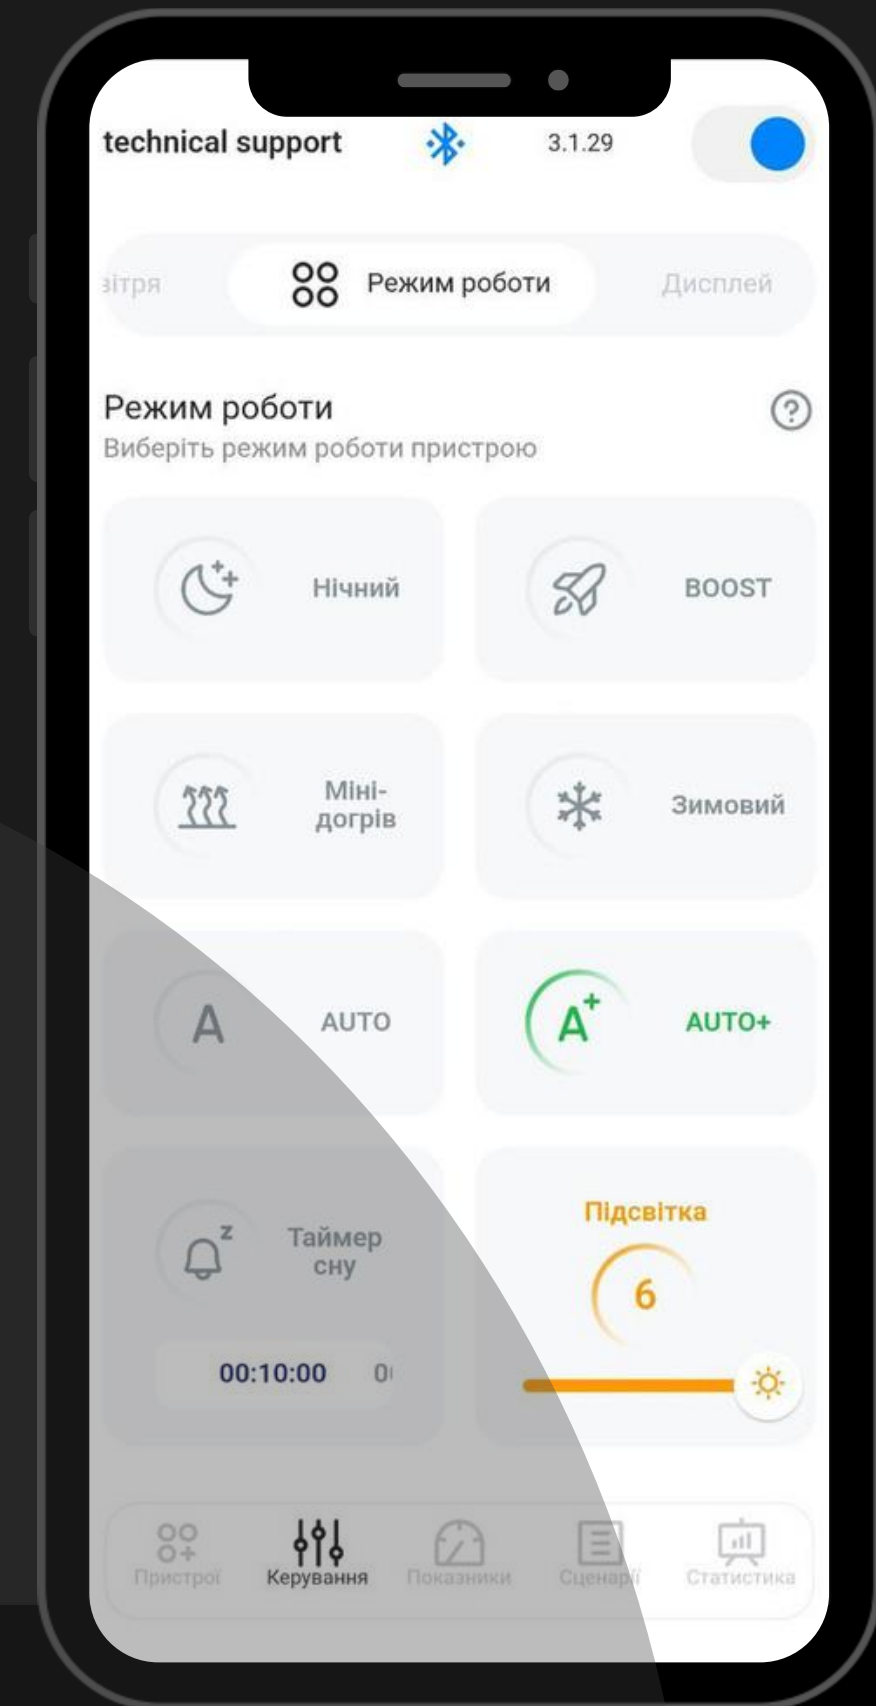 technical support 3.1.29
Режим роботи Дисплей
Режим роботи
Виберіть режим роботи пристрою
Нічний
BOOST
Міні-
догрів
Зимовий
A AUTO
A+ AUTO+
z Таймер
сну
00:10:00
Підсвітка
6
Пристрої Керування Показники Сценарії Статистика